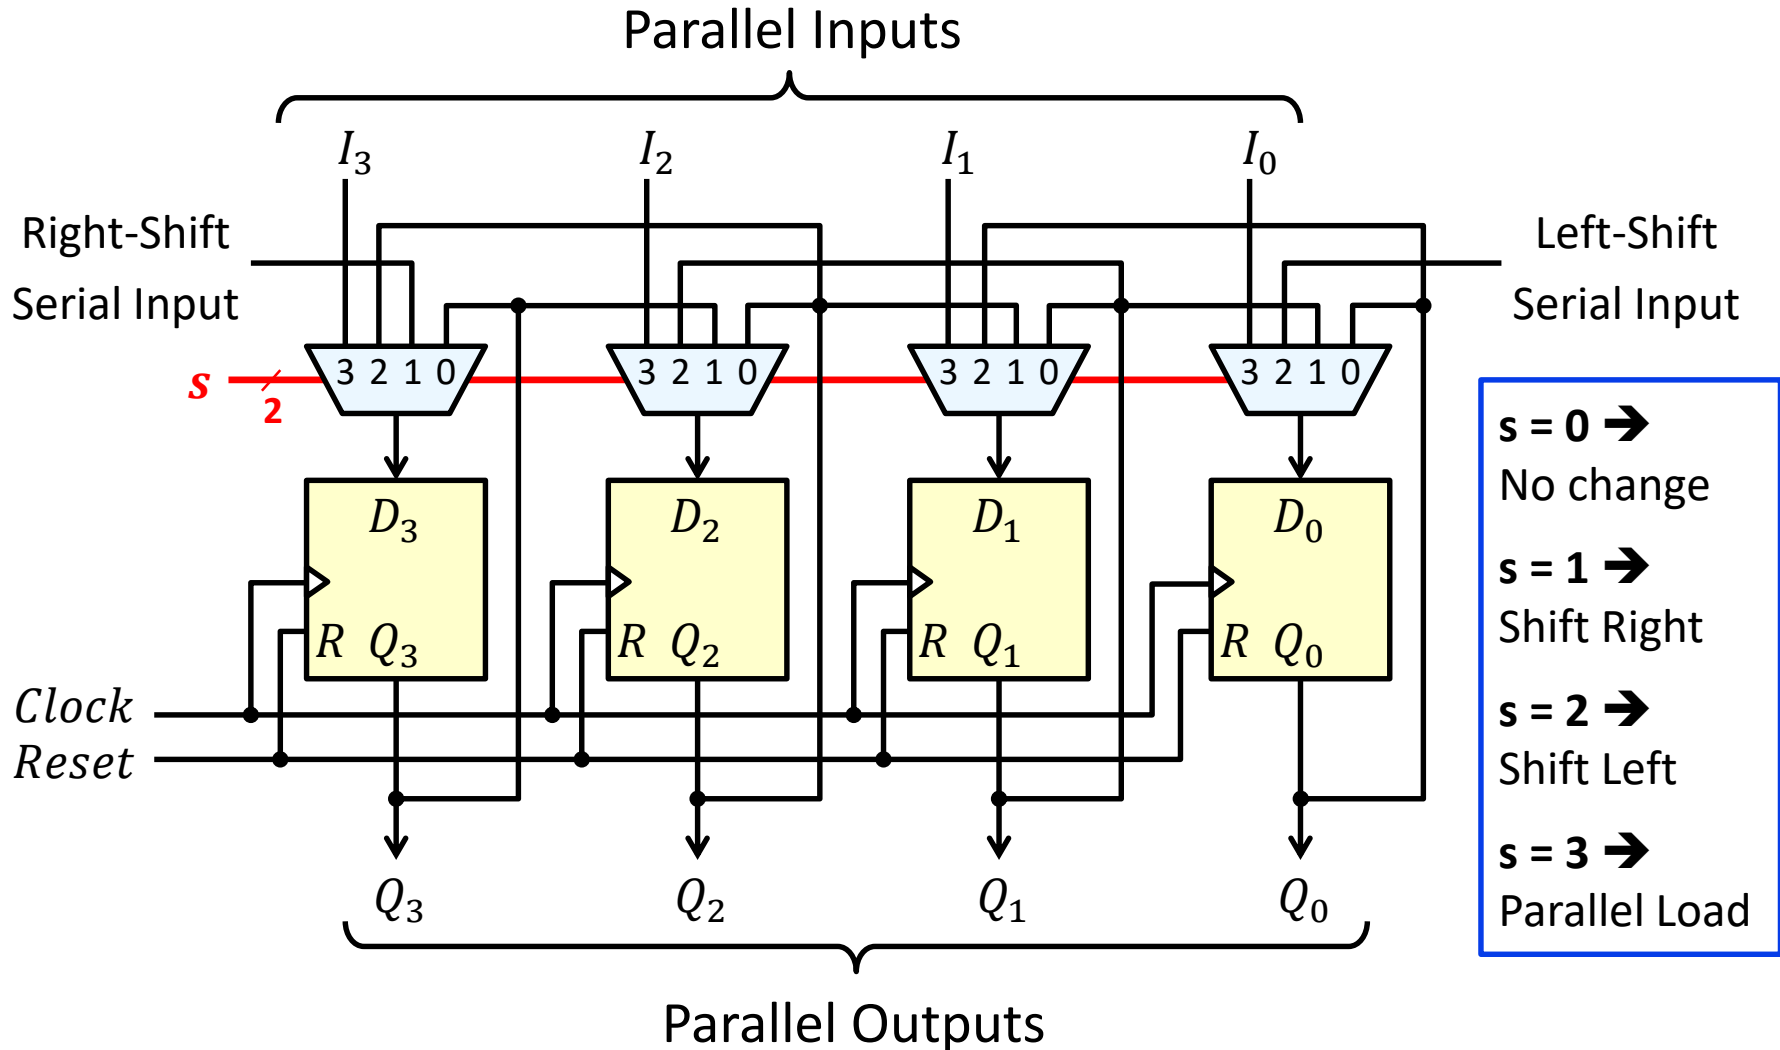 Parallel Inputs
I₃ I₂ I₁ I₀
Right-Shift
Serial Input
Left-Shift
Serial Input
s
2
3 2 1 0 3 2 1 0 3 2 1 0 3 2 1 0
D₃ D₂ D₁ D₀
R Q₃ R Q₂ R Q₁ R Q₀
Clock
Reset
Q₃ Q₂ Q₁ Q₀
Parallel Outputs
s = 0 ➔
No change
s = 1 ➔
Shift Right
s = 2 ➔
Shift Left
s = 3 ➔
Parallel Load